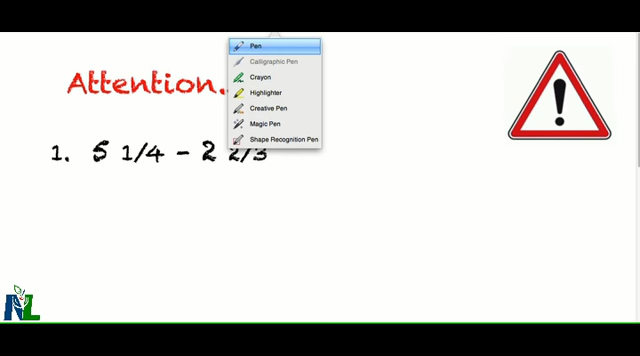 Pen
Calligraphic Pen
Crayon
Highlighter
Creative Pen
Magic Pen
Shape Recognition Pen
Attention..
1. 5 1/4 - 2 2/3
NL